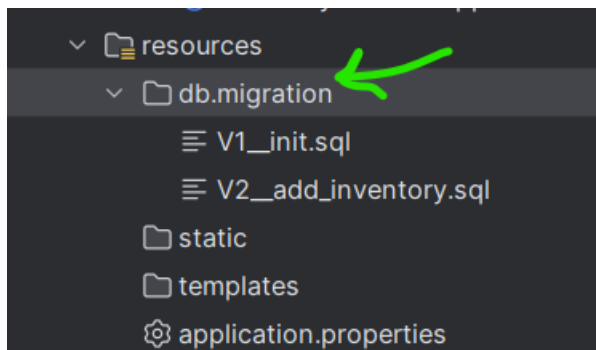 resources
db.migration
V1__init.sql
V2__add_inventory.sql
static
templates
application.properties